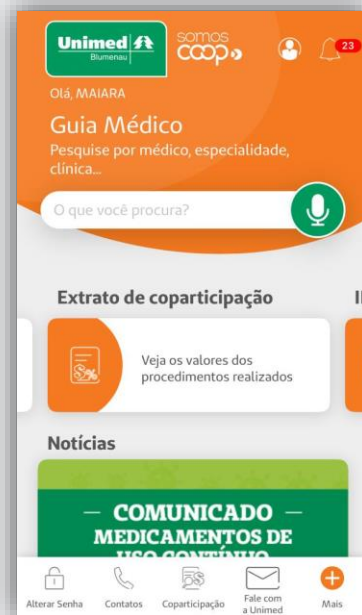 Unimed
Blumenau
somos
coop
23
Olá, MAIARA
Guia Médico
Pesquise por médico, especialidade,
clínica...
O que você procura?
Extrato de coparticipação
Veja os valores dos
procedimentos realizados
Notícias
— COMUNICADO —
MEDICAMENTOS DE
USO CONTÍNUO
Alterar Senha
Contatos
Coparticipação
Fale com
a Unimed
Mais